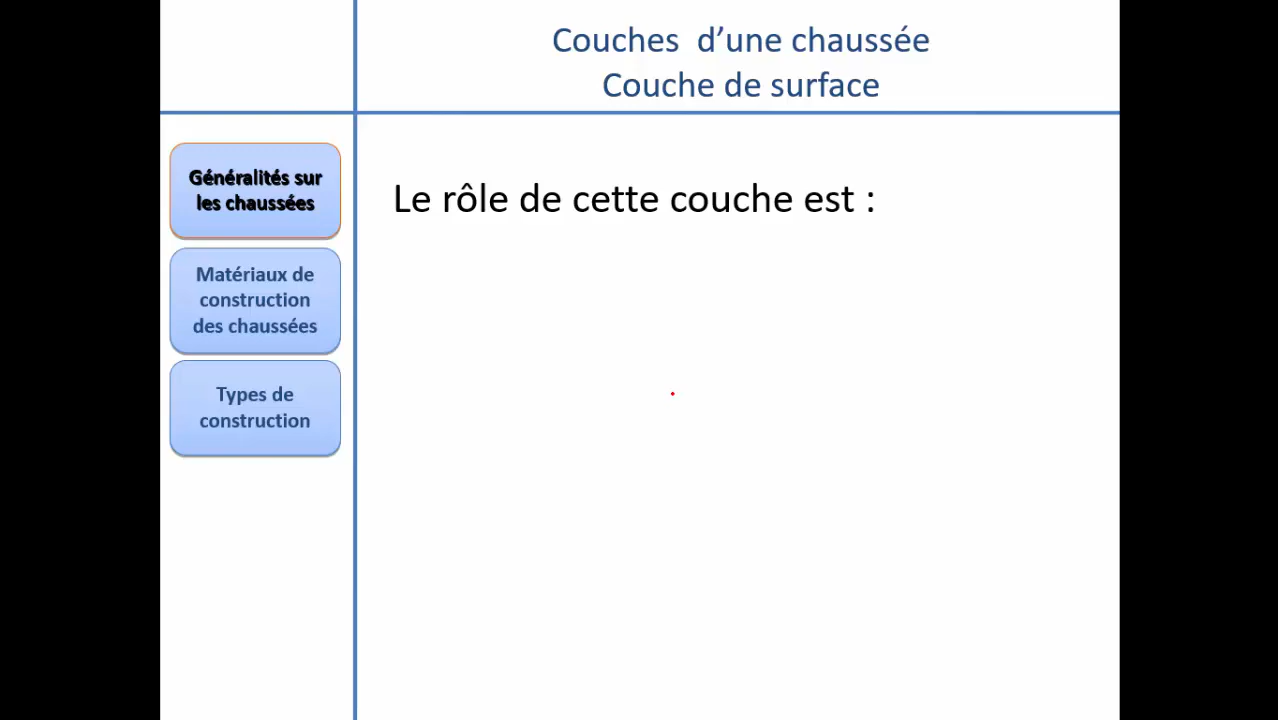 Couches d’une chaussée
Couche de surface
Généralités sur
les chaussées
Le rôle de cette couche est :
Matériaux de
construction
des chaussées
Types de
construction